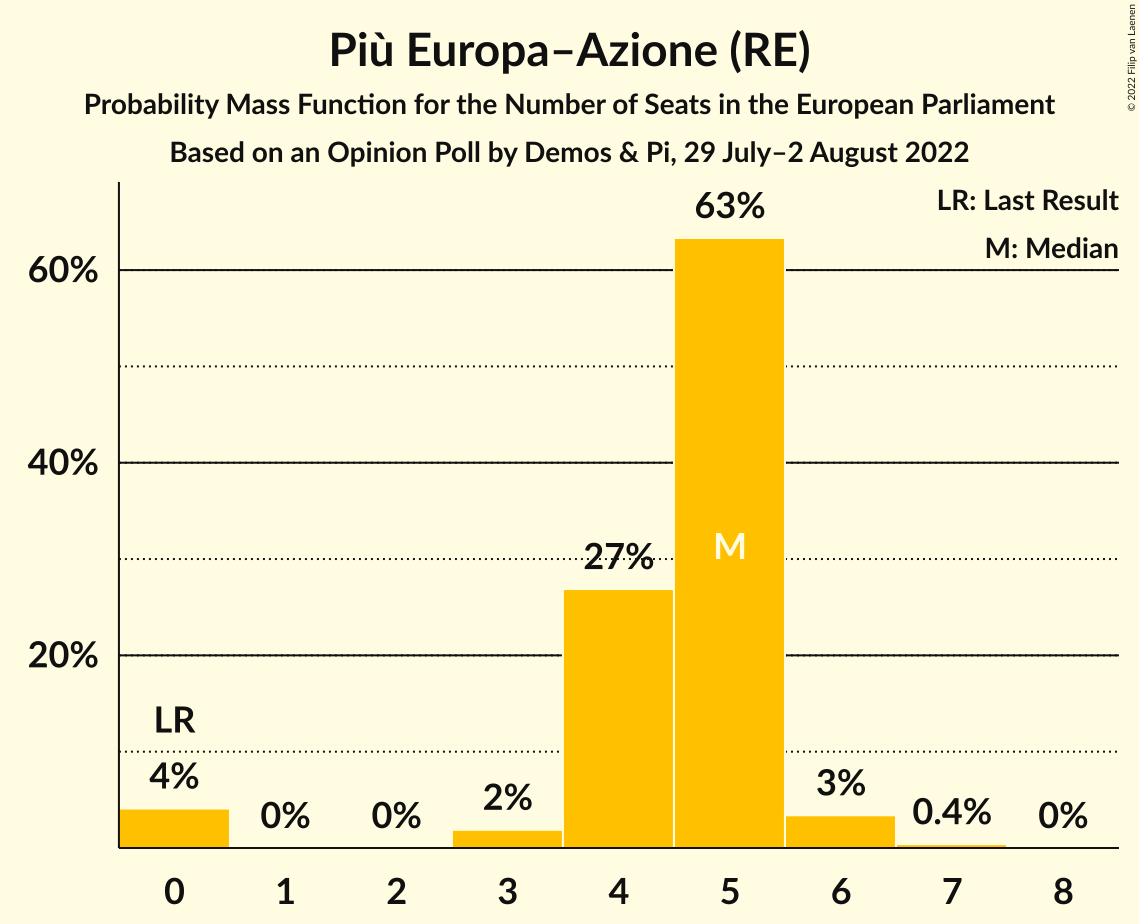 Più Europa–Azione (RE)
Probability Mass Function for the Number of Seats in the European Parliament
Based on an Opinion Poll by Demos & Pi, 29 July–2 August 2022
© 2022 Filip van Laenen
LR: Last Result
M: Median
63%
60%
40%
27%
M
20%
LR
4%
0%
0%
2%
3%
0.4%
0%
0 1 2 3 4 5 6 7 8